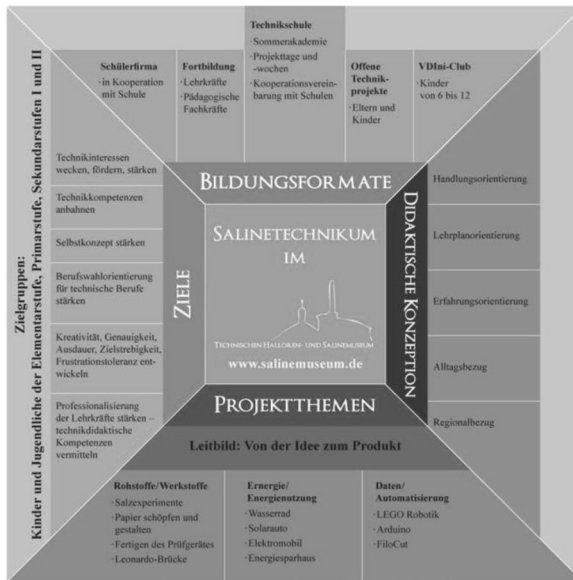 Technikschule
·Sommerakademie
·Projekttage und
-wochen
·Kooperationsverein-
barung mit Schulen
Schülerfirma
·in Kooperation
mit Schule
Fortbildung
·Lehrkräfte
·Pädagogische
Fachkräfte
Offene
Technik-
projekte
·Eltern und
Kinder
VDIni-Club
·Kinder
von 6 bis 12
Zielgruppen:
Kinder und Jugendliche der Elementarstufe, Primarstufe, Sekundarstufen I und II
Technikinteressen
wecken, fördern, stärken
Technikkompetenzen
anbahnen
Selbstkonzept stärken
Berufswahlorientierung
für technische Berufe
stärken
Kreativität, Genauigkeit,
Ausdauer, Zielstrebigkeit,
Frustrationstoleranz ent-
wickeln
Professionalisierung
der Lehrkräfte stärken –
technikdidaktische
Kompetenzen
vermitteln
BILDUNGSFORMATE
ZIELE
SALINETECHNIKUM
IM
TECHNISCHEN HALLOREN- UND SALINEMUSEUM
www.salinemuseum.de
DIDAKTISCHE KONZEPTION
Handlungsorientierung
Lehrplanorientierung
Erfahrungsorientierung
Alltagsbezug
Regionalbezug
PROJEKTTHEMEN
Leitbild: Von der Idee zum Produkt
Rohstoffe/Werkstoffe
·Salzexperimente
·Papier schöpfen und
gestalten
·Fertigen des Prüfgerätes
·Leonardo-Brücke
Ernergie/
Energienutzung
·Wasserrad
·Solarauto
·Elektromobil
·Energiesparhaus
Daten/
Automatisierung
·LEGO Robotik
·Arduino
·FiloCut